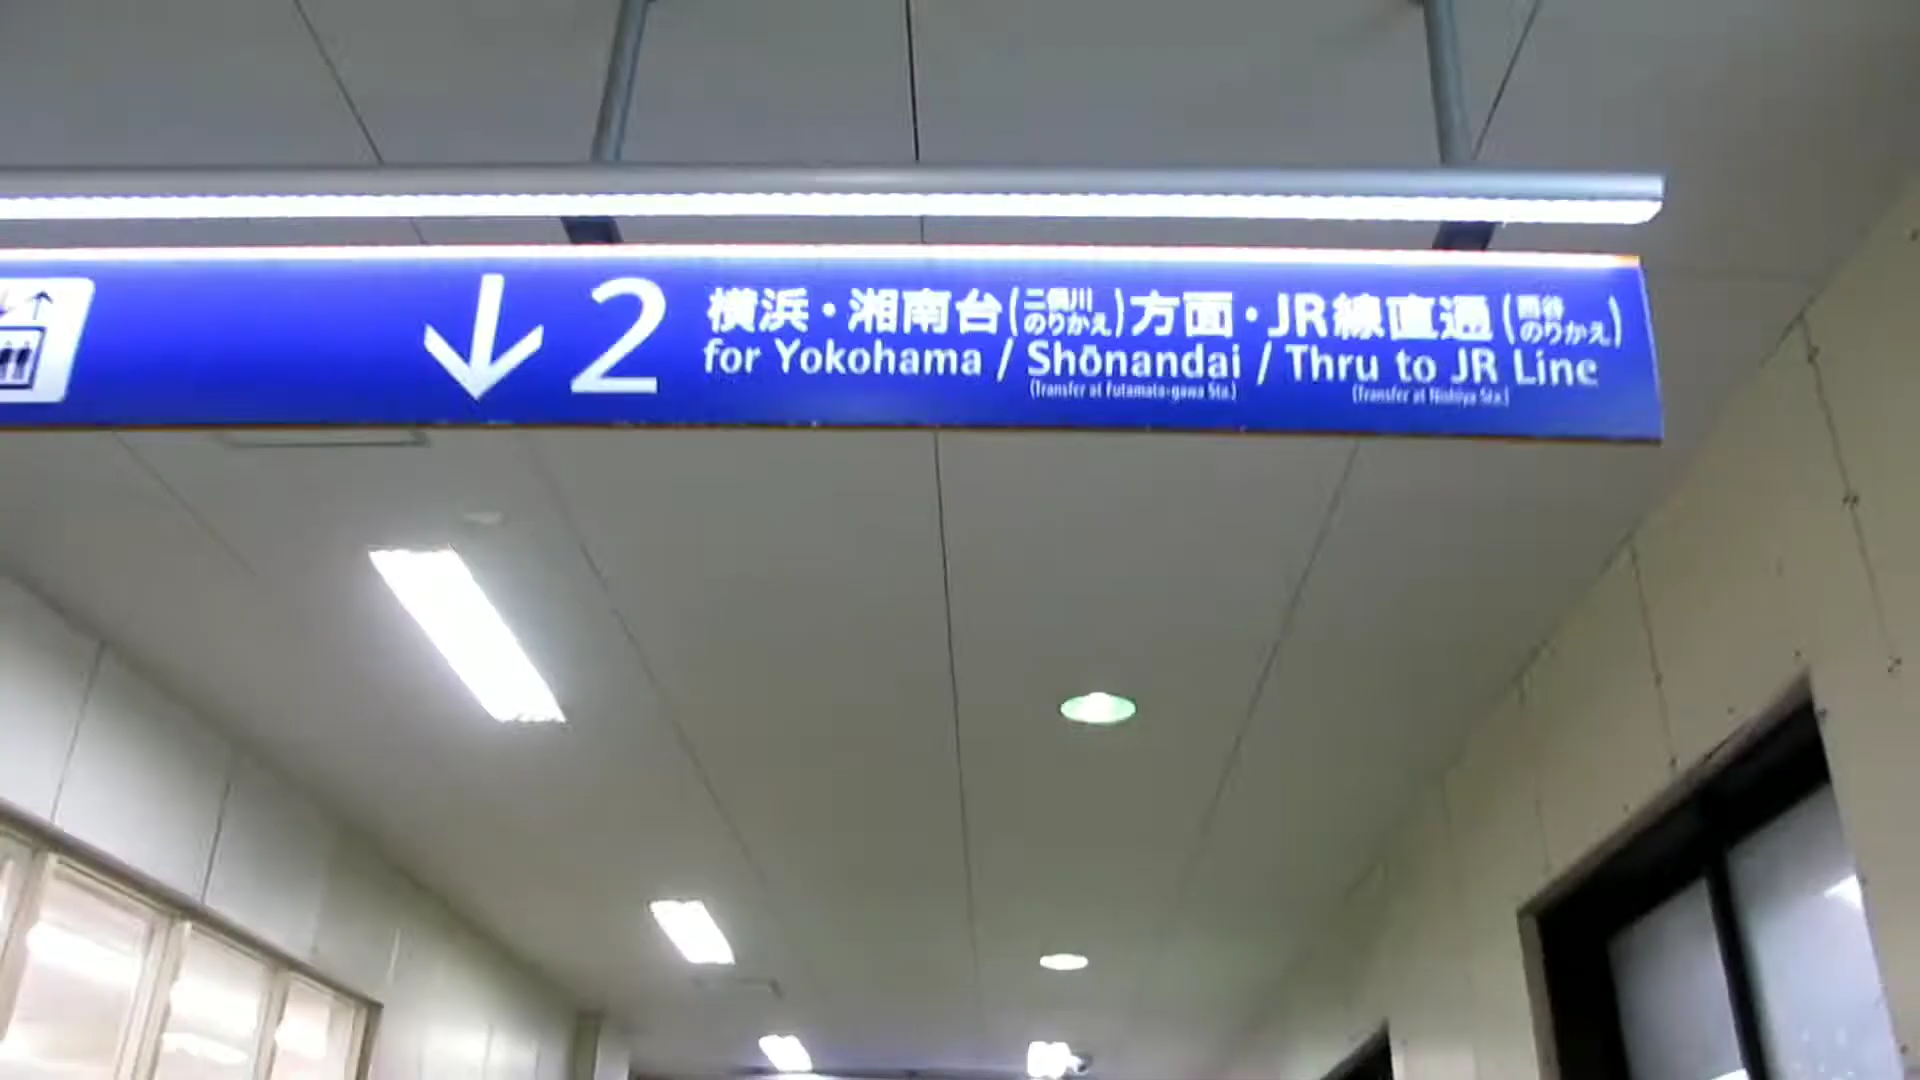 ↓2 横浜・湘南台(二俣川のりかえ)方面・JR線直通(西谷のりかえ)
for Yokohama / Shōnandai / Thru to JR Line
(Transfer at Futamata-gawa Sta.) (Transfer at Nishiya Sta.)